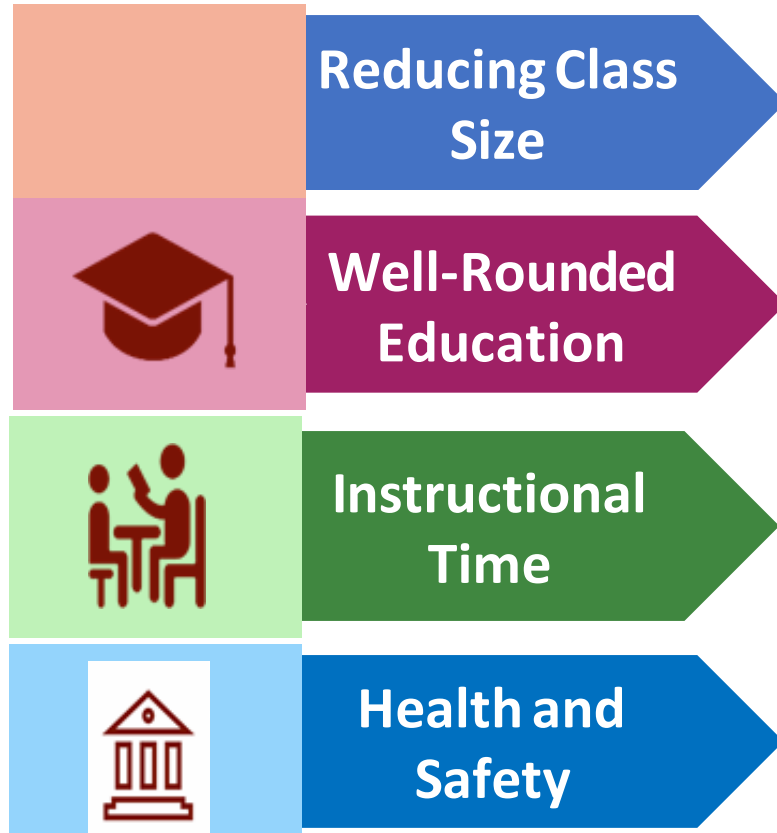 Reducing Class
Size
Well-Rounded
Education
Instructional
Time
Health and
Safety